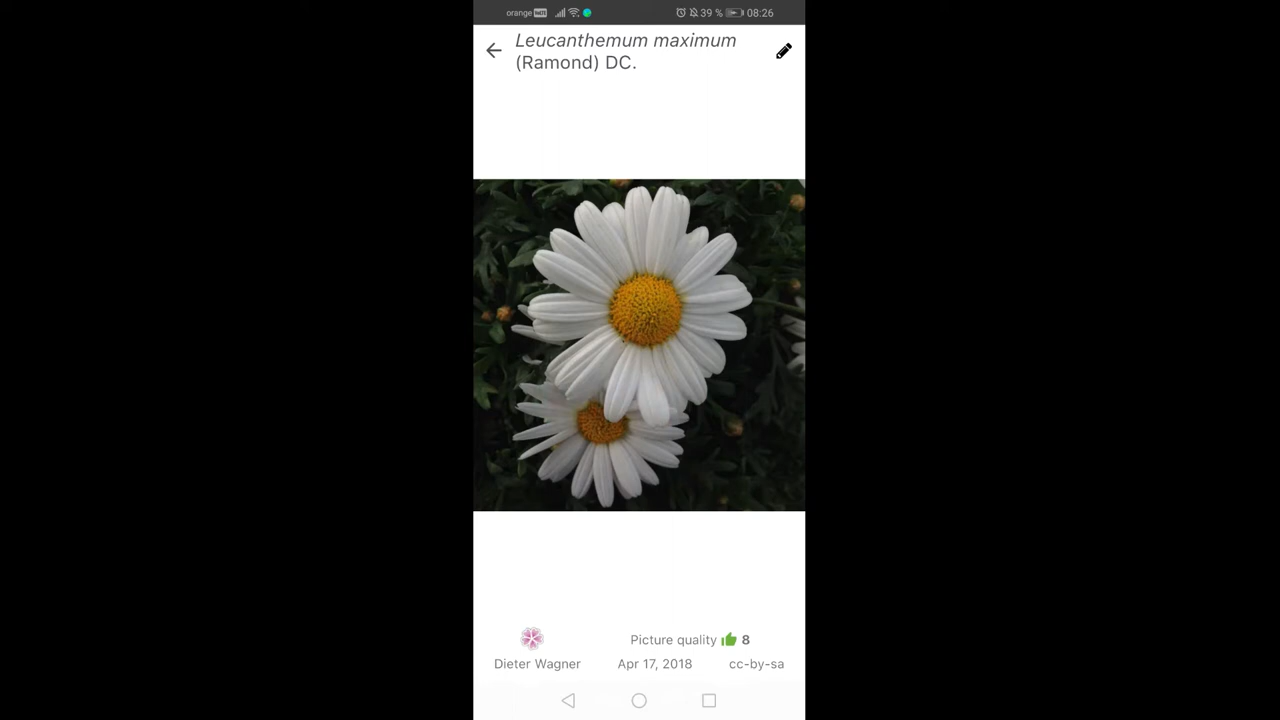 orange VoLTE 39 % 08:26
Leucanthemum maximum
(Ramond) DC.
Picture quality 8
Dieter Wagner Apr 17, 2018 cc-by-sa